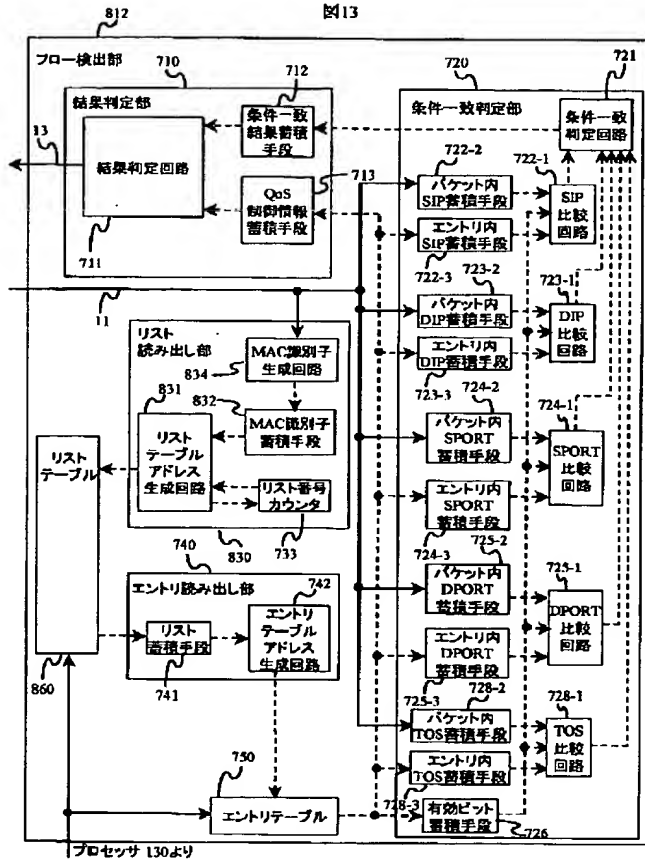 図13
812
フロー検出部
710
712
720
721
結果判定部
条件一致判定部
条件一致
結果蓄積
手段
条件一致
判定回路
13
結果判定回路
713
QoS
制御情報
蓄積手段
711
722-2
パケット内
SIP蓄積手段
722-1
SIP
比較
回路
エントリ内
SIP蓄積手段
722-3
723-2
パケット内
DIP蓄積手段
723-1
DIP
比較
回路
エントリ内
DIP蓄積手段
723-3
11
リスト
読み出し部
834
MAC識別子
生成回路
831
832
MAC識別子
蓄積手段
リスト
テーブル
アドレス
生成回路
リスト番号
カウンタ
733
830
リスト
テーブル
860
724-2
パケット内
SPORT
蓄積手段
724-1
SPORT
比較
回路
エントリ内
SPORT
蓄積手段
724-3
725-2
パケット内
DPORT
蓄積手段
725-1
DPORT
比較
回路
エントリ内
DPORT
蓄積手段
725-3
740
エントリ読み出し部
742
リスト
蓄積手段
741
エントリ
テーブル
アドレス
生成回路
728-2
パケット内
TOS蓄積手段
728-1
TOS
比較
回路
エントリ内
TOS蓄積手段
728-3
750
エントリテーブル
有効ビット
蓄積手段
726
プロセッサ130より